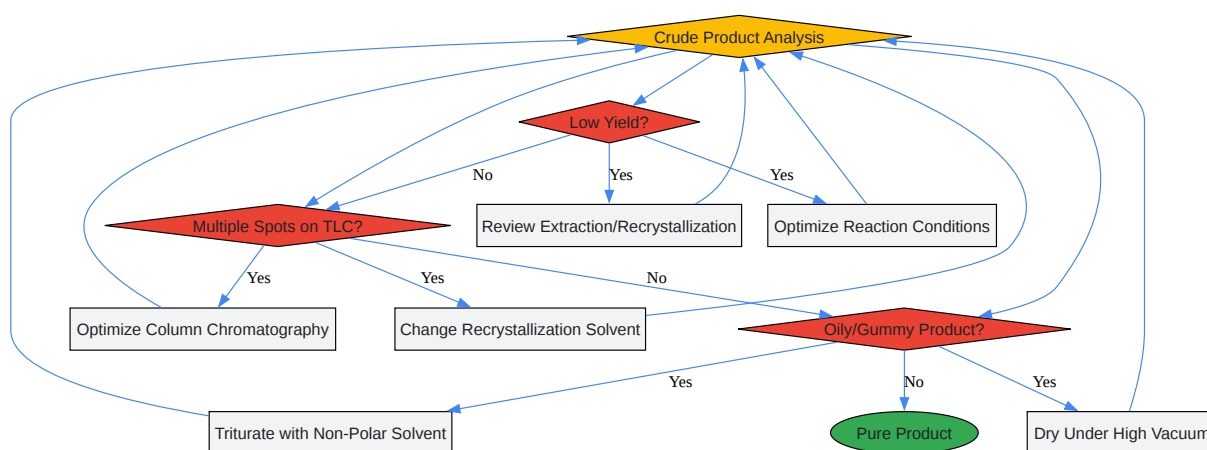 Crude Product Analysis
Low Yield?
No
Yes
Yes
Multiple Spots on TLC?
Review Extraction/Recrystallization
Optimize Reaction Conditions
Yes
Yes
No
Optimize Column Chromatography
Change Recrystallization Solvent
Oily/Gummy Product?
Yes
No
Yes
Triturate with Non-Polar Solvent
Pure Product
Dry Under High Vacuum